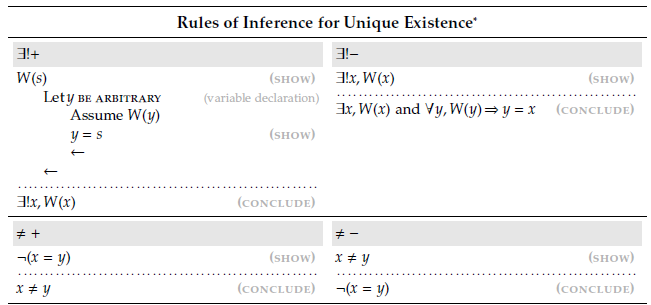 Rules of Inference for Unique Existence*
∃!+
W(s) (SHOW)
Let y BE ARBITRARY (variable declaration)
Assume W(y)
y = s (SHOW)
←
←
∃!x, W(x) (CONCLUDE)
∃!−
∃!x, W(x) (SHOW)
∃x, W(x) and ∀y, W(y) ⇒ y = x (CONCLUDE)
≠ +
¬(x = y) (SHOW)
x ≠ y (CONCLUDE)
≠ −
x ≠ y (SHOW)
¬(x = y) (CONCLUDE)